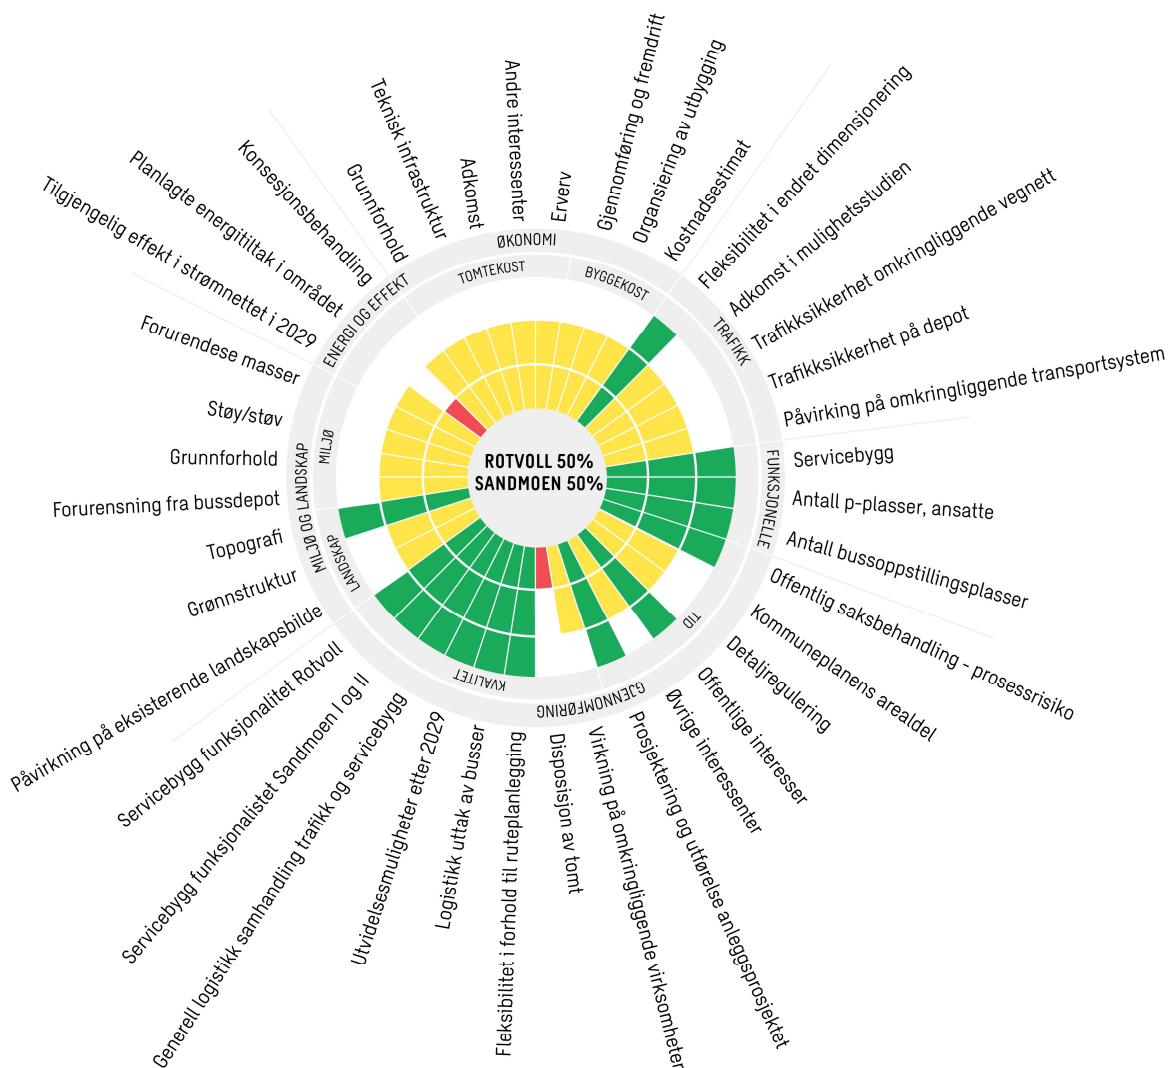 Tilgjengelig effekt i strømnettet i 2029
Planlagte energititltak i området
Konsesjonsbehandling
Grunnforhold
Teknisk infrastruktur
Adkomst
Andre interessenter
Erverv
Gjennomføring og fremdrift
Organsiering av utbygging
Kostnadsestimat
Fleksibilitet i endret dimensjonering
Adkomst i mulighetsstudien
Trafikksikkerhet omkringliggende vegnett
Trafikksikkerhet på depot
Påvirking på omkringliggende transportsystem
Servicebygg
Antall p-plasser, ansatte
Antall bussoppstillingsplasser
Offentlig saksbehandling - prosessrisiko
Kommuneplanens arealdel
Detaljregulering
Offentlige interesser
Øvrige interessenter
Prosjektering og utførelse anleggsprosjektet
Virkning på omkringliggende virksomheter
Disposisjon av tomt
Fleksibilitet i forhold til ruteplanlegging
Logistikk uttak av busser
Utvidelsesmuligheter etter 2029
Generell logistikk samhandling trafikk og servicebygg
Servicebygg funksjonalistet Sandmoen I og II
Servicebygg funksjonalitet Rotvoll
Påvirkning på eksisterende landskapsbilde
Grønnstruktur
Topografi
Forurensning fra bussdepot
Grunnforhold
Støy/støv
Forurendese masser
ENERGI OG EFFEKT
ØKONOMI
TOMTEKOST
BYGGEKOST
TRAFIKK
FUNKSJONELLE
TID
GJENNOMFØRING
KVALITET
LANDSKAP
MILJØ OG LANDSKAP
MILJØ
ROTVOLL 50%
SANDMOEN 50%